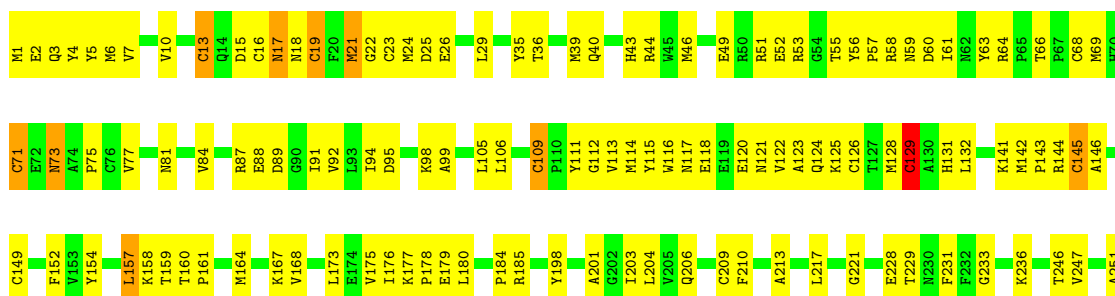 M1 E2 Q3 Y4 Y5 M6 V7 V10 C13 Q14 D15 C16 N17 N18 C19 F20 M21 G22 C23 M24 D25 E26 L29 Y35 T36 M39 Q40 H43 R44 W45 M46 E49 R50 R51 E52 R53 G54 T55 Y56 P57 R58 N59 D60 I61 N62 Y63 R64 P65 T66 P67 C68 M69 H70
C71 E72 N73 A74 P75 C76 V77 N81 V84 R87 E88 D89 G90 I91 V92 L93 I94 D95 K98 A99 L105 L106 C109 P110 Y111 G112 V113 M114 Y115 W116 N117 E118 E119 E120 N121 V122 A123 Q124 K125 C126 T127 M128 C129 A130 H131 L132 K141 M142 P143 R144 C145 A146
C149 F152 V153 Y154 L157 K158 T159 T160 P161 M164 K167 V168 L173 E174 V175 I176 K177 P178 E179 L180 P184 R185 Y198 A201 G202 I203 L204 V205 Q206 C209 F210 A213 L217 G221 E228 T229 N230 F231 F232 G233 K236 T246 V247